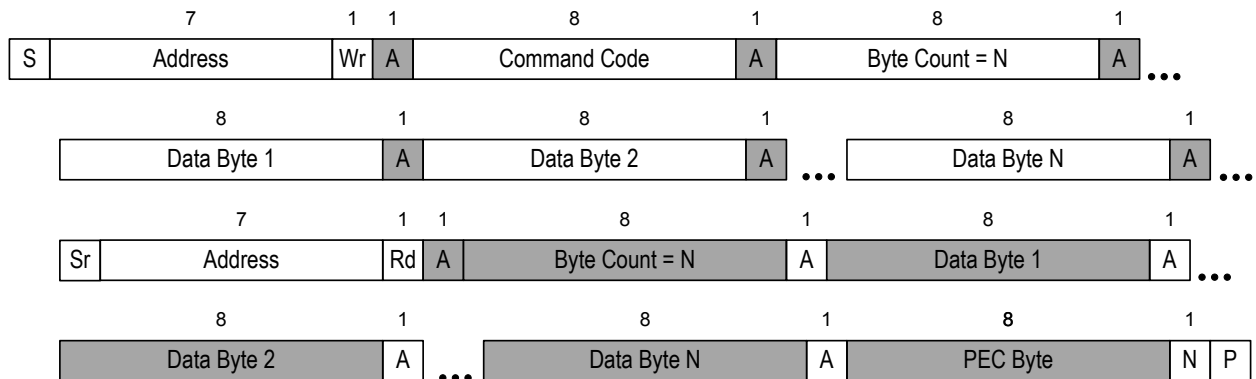 7 1 1 8 1 8 1
S Address Wr A Command Code A Byte Count = N A •••
8 1 8 1 8 1
Data Byte 1 A Data Byte 2 A ••• Data Byte N A •••
7 1 1 8 1 8 1
Sr Address Rd A Byte Count = N A Data Byte 1 A •••
8 1 8 1 8 1
Data Byte 2 A ••• Data Byte N A PEC Byte N P